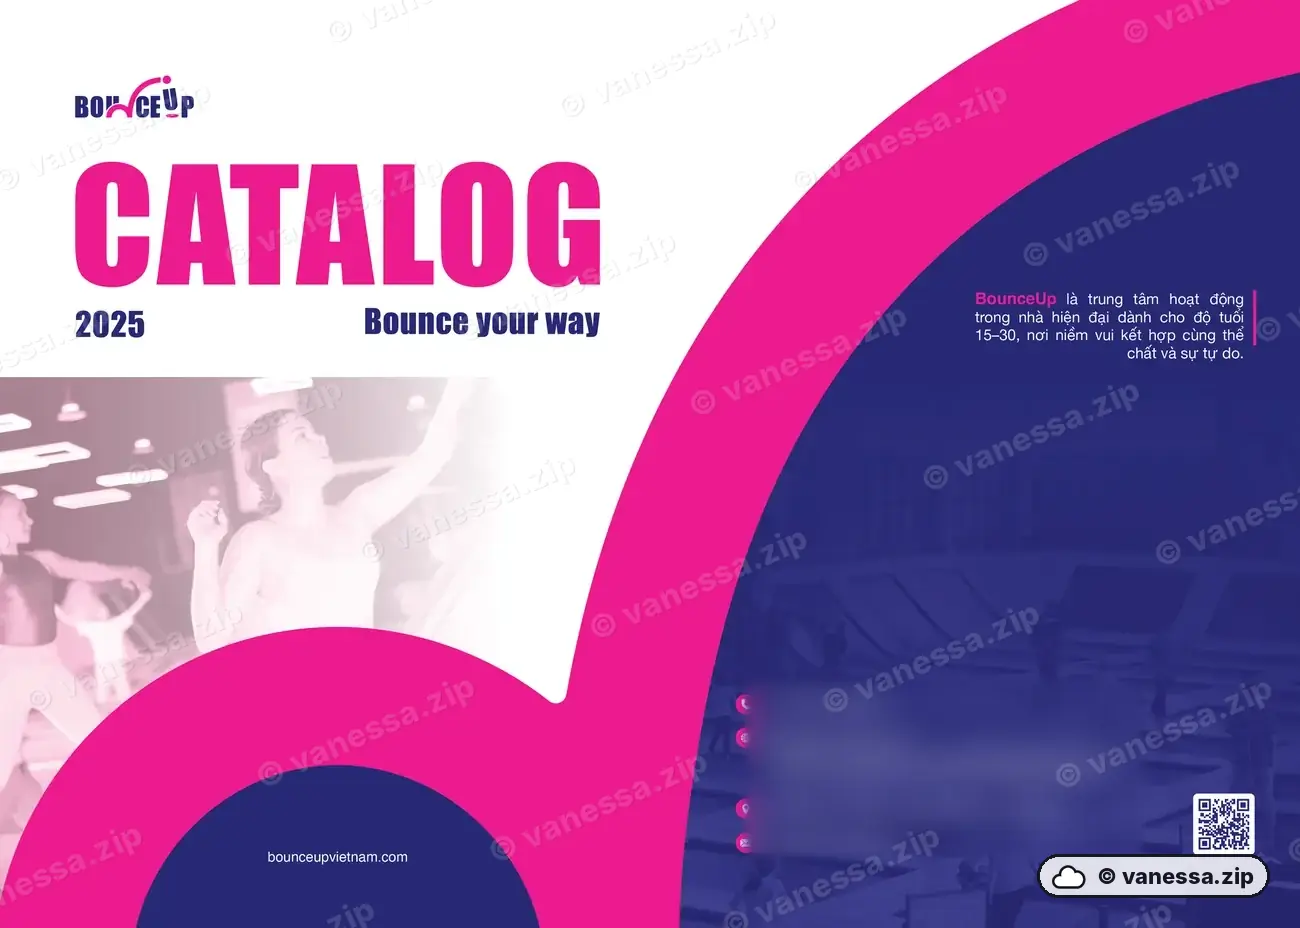 BOUNCEUP
CATALOG
2025
Bounce your way
bounceupvietnam.com
BounceUp là trung tâm hoạt động
trong nhà hiện đại dành cho độ tuổi
15–30, nơi niềm vui kết hợp cùng thể
chất và sự tự do.
© vanessa.zip